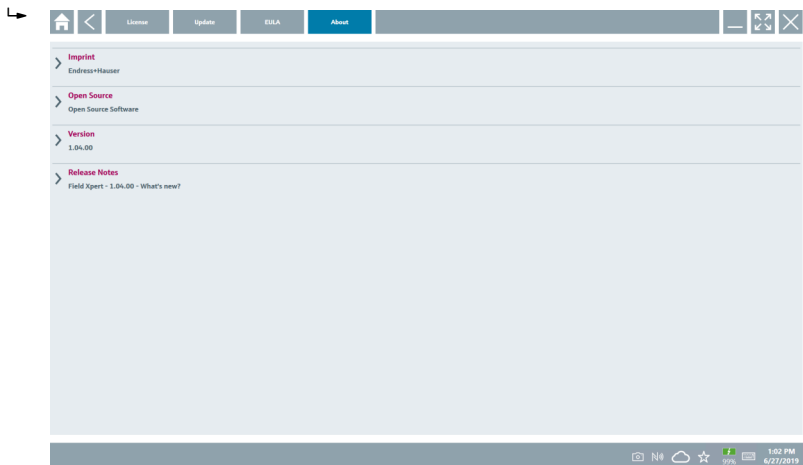 License Update EULA About
Imprint
Endress+Hauser
Open Source
Open Source Software
Version
1.04.00
Release Notes
Field Xpert - 1.04.00 - What's new?
99% 1:02 PM
6/27/2019